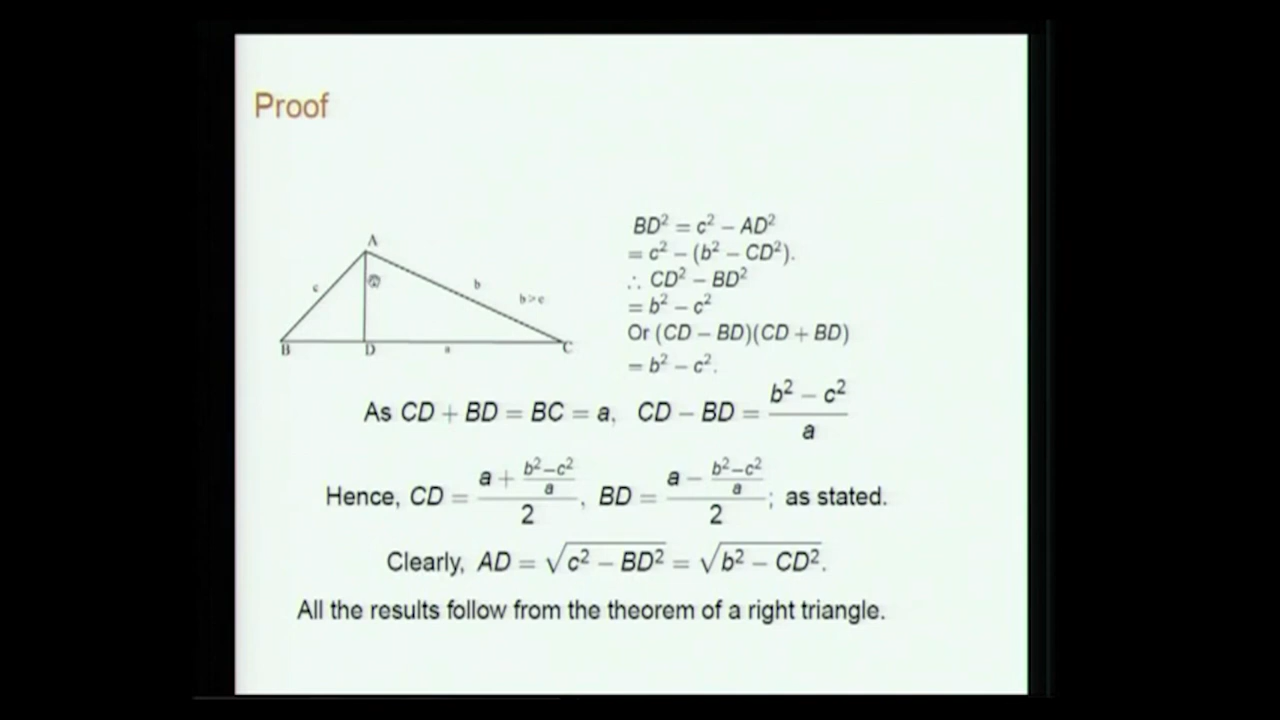 Proof
A
c
b
b > c
B
D
a
C
BD² = c² − AD²
= c² − (b² − CD²).
∴ CD² − BD²
= b² − c²
Or (CD − BD)(CD + BD)
= b² − c².
As CD + BD = BC = a, CD − BD = (b² − c²)/a
Hence, CD = (a + (b²−c²)/a)/2, BD = (a − (b²−c²)/a)/2; as stated.
Clearly, AD = √(c² − BD²) = √(b² − CD²).
All the results follow from the theorem of a right triangle.